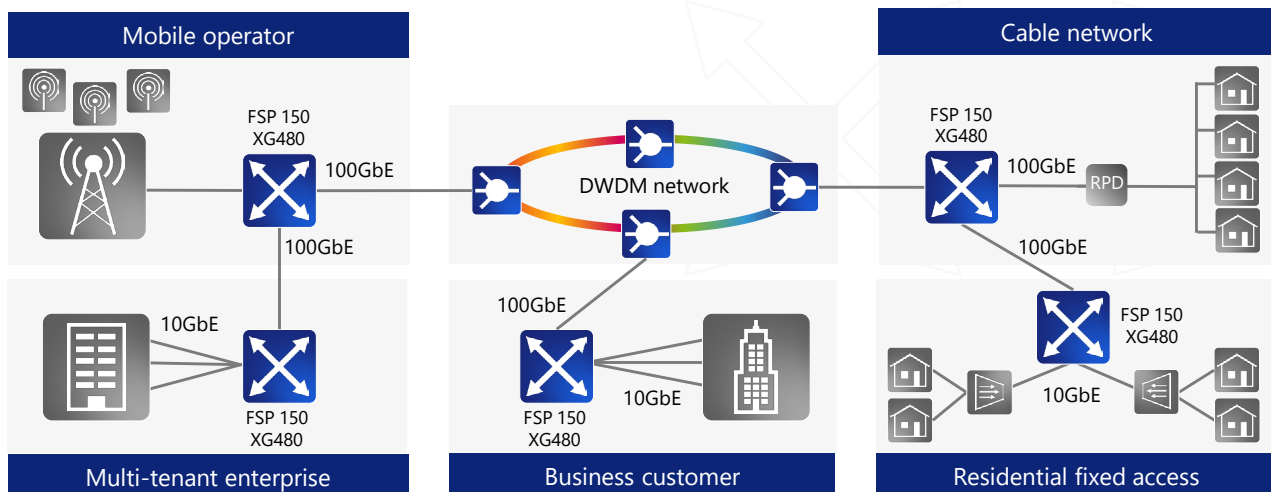 Mobile operator
FSP 150
XG480
100GbE
100GbE
10GbE
FSP 150
XG480
Multi-tenant enterprise
DWDM network
100GbE
10GbE
FSP 150
XG480
Business customer
Cable network
FSP 150
XG480
100GbE
RPD
100GbE
FSP 150
XG480
10GbE
Residential fixed access